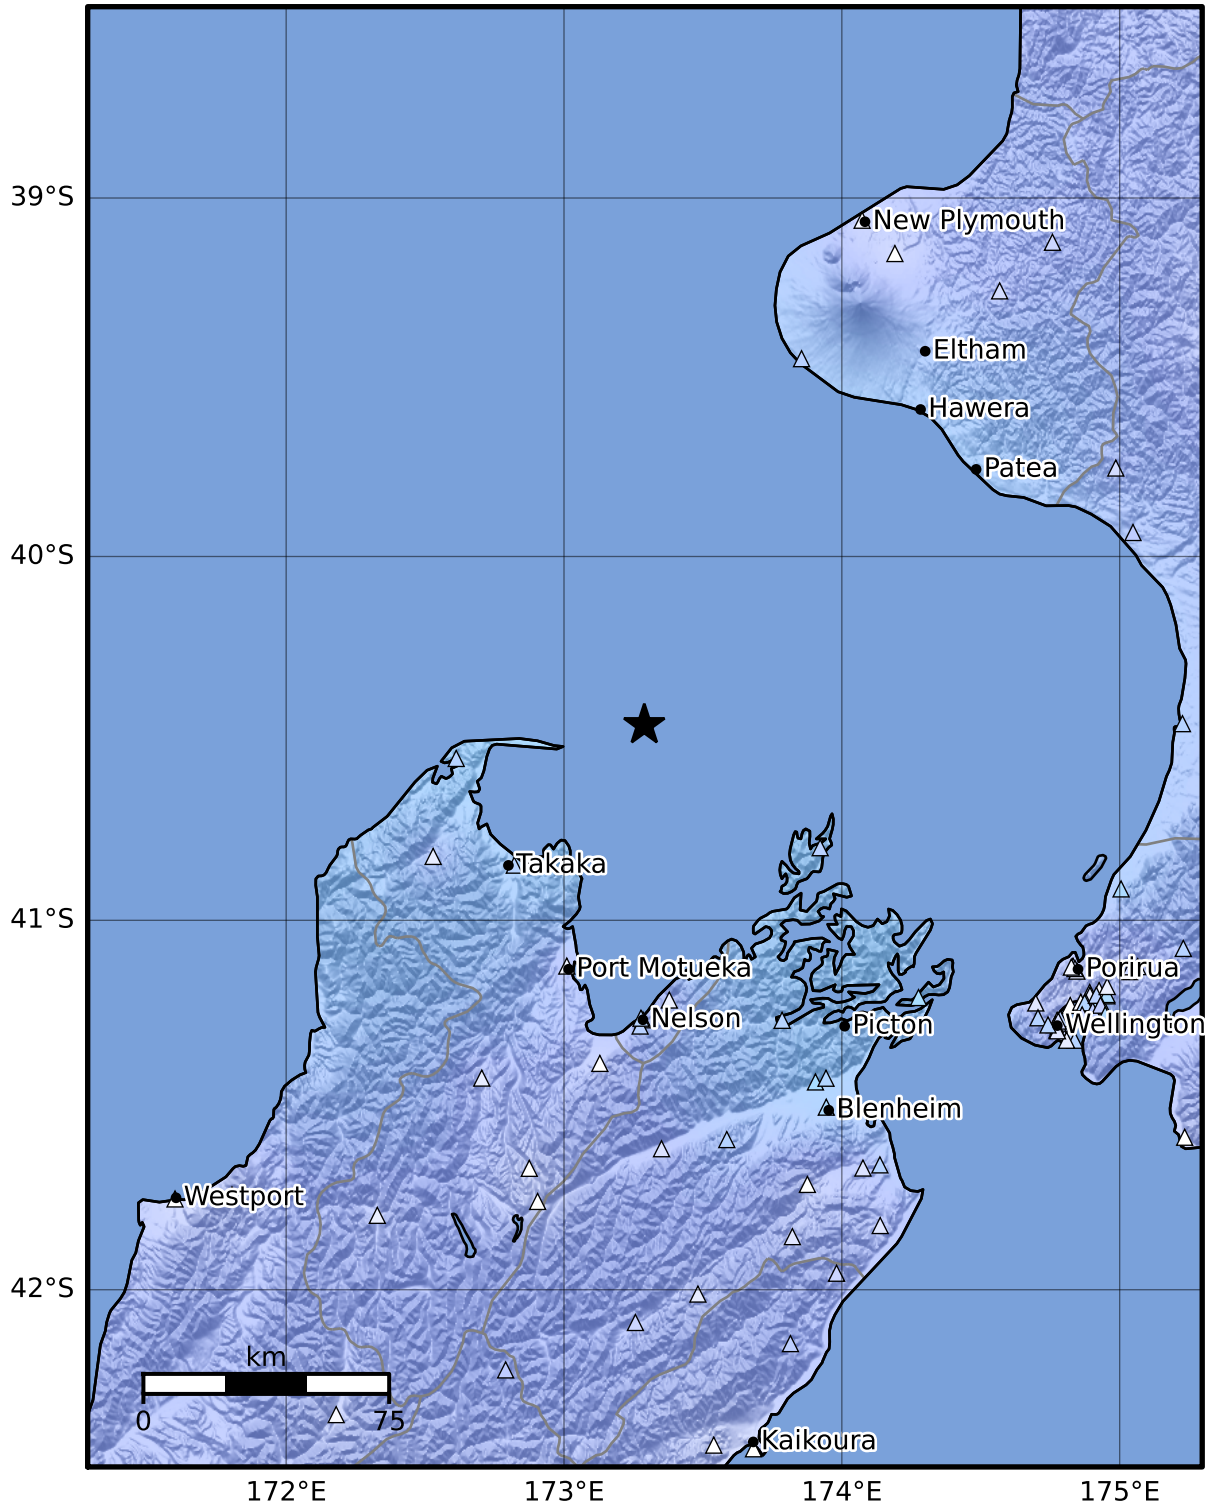 39°S
New Plymouth
Eltham
Hawera
Patea
40°S
Takaka
41°S
Port Motueka
Porirua
Nelson
Picton
Wellington
Blenheim
Westport
42°S
km
0 75
Kaikoura
172°E 173°E 174°E 175°E